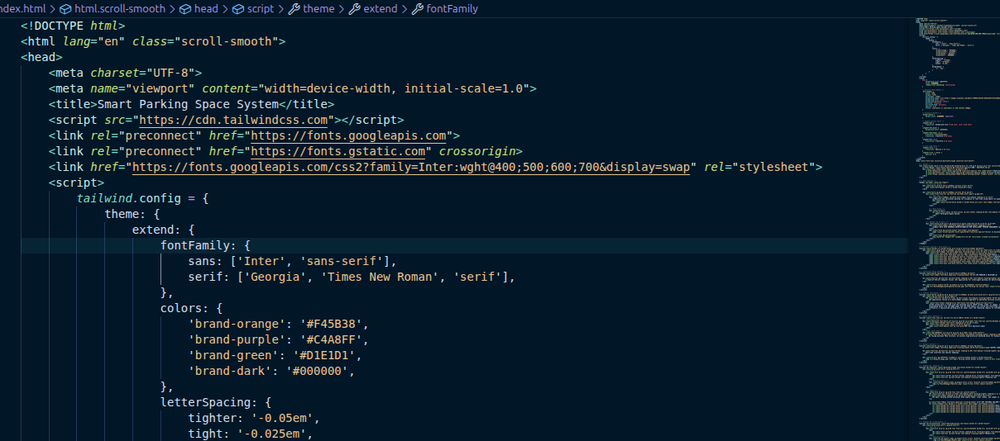 ndex.html > html.scroll-smooth > head > script > theme > extend > fontFamily
<!DOCTYPE html>
<html lang="en" class="scroll-smooth">
<head>
    <meta charset="UTF-8">
    <meta name="viewport" content="width=device-width, initial-scale=1.0">
    <title>Smart Parking Space System</title>
    <script src="https://cdn.tailwindcss.com"></script>
    <link rel="preconnect" href="https://fonts.googleapis.com">
    <link rel="preconnect" href="https://fonts.gstatic.com" crossorigin>
    <link href="https://fonts.googleapis.com/css2?family=Inter:wght@400;500;600;700&display=swap" rel="stylesheet">
    <script>
        tailwind.config = {
            theme: {
                extend: {
                    fontFamily: {
                        sans: ['Inter', 'sans-serif'],
                        serif: ['Georgia', 'Times New Roman', 'serif'],
                    },
                    colors: {
                        'brand-orange': '#F45B38',
                        'brand-purple': '#C4A8FF',
                        'brand-green': '#D1E1D1',
                        'brand-dark': '#000000',
                    },
                    letterSpacing: {
                        tighter: '-0.05em',
                        tight: '-0.025em',